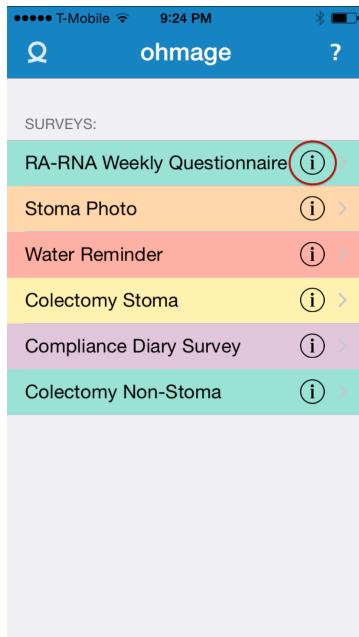 T-Mobile 9:24 PM
ohmage ?
SURVEYS:
RA-RNA Weekly Questionnaire i
Stoma Photo i
Water Reminder i
Colectomy Stoma i
Compliance Diary Survey i
Colectomy Non-Stoma i